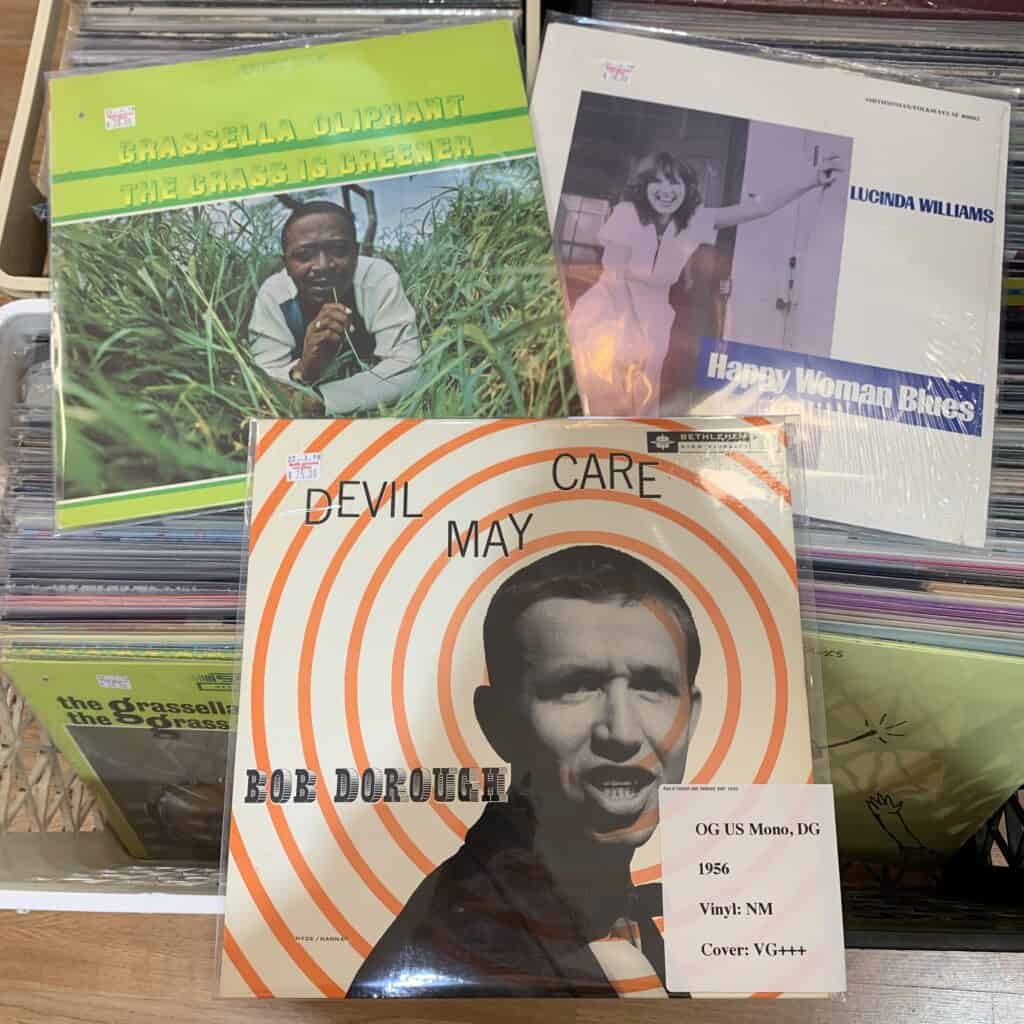 GRASSELLA OLIPHANT
THE GRASS IS GREENER
LUCINDA WILLIAMS
Happy Woman Blues
BETHLEHEM
DEVIL
MAY
CARE
BOB DOROUGH
the grassella
the grass
OG US Mono, DG
1956
Vinyl: NM
Cover: VG+++